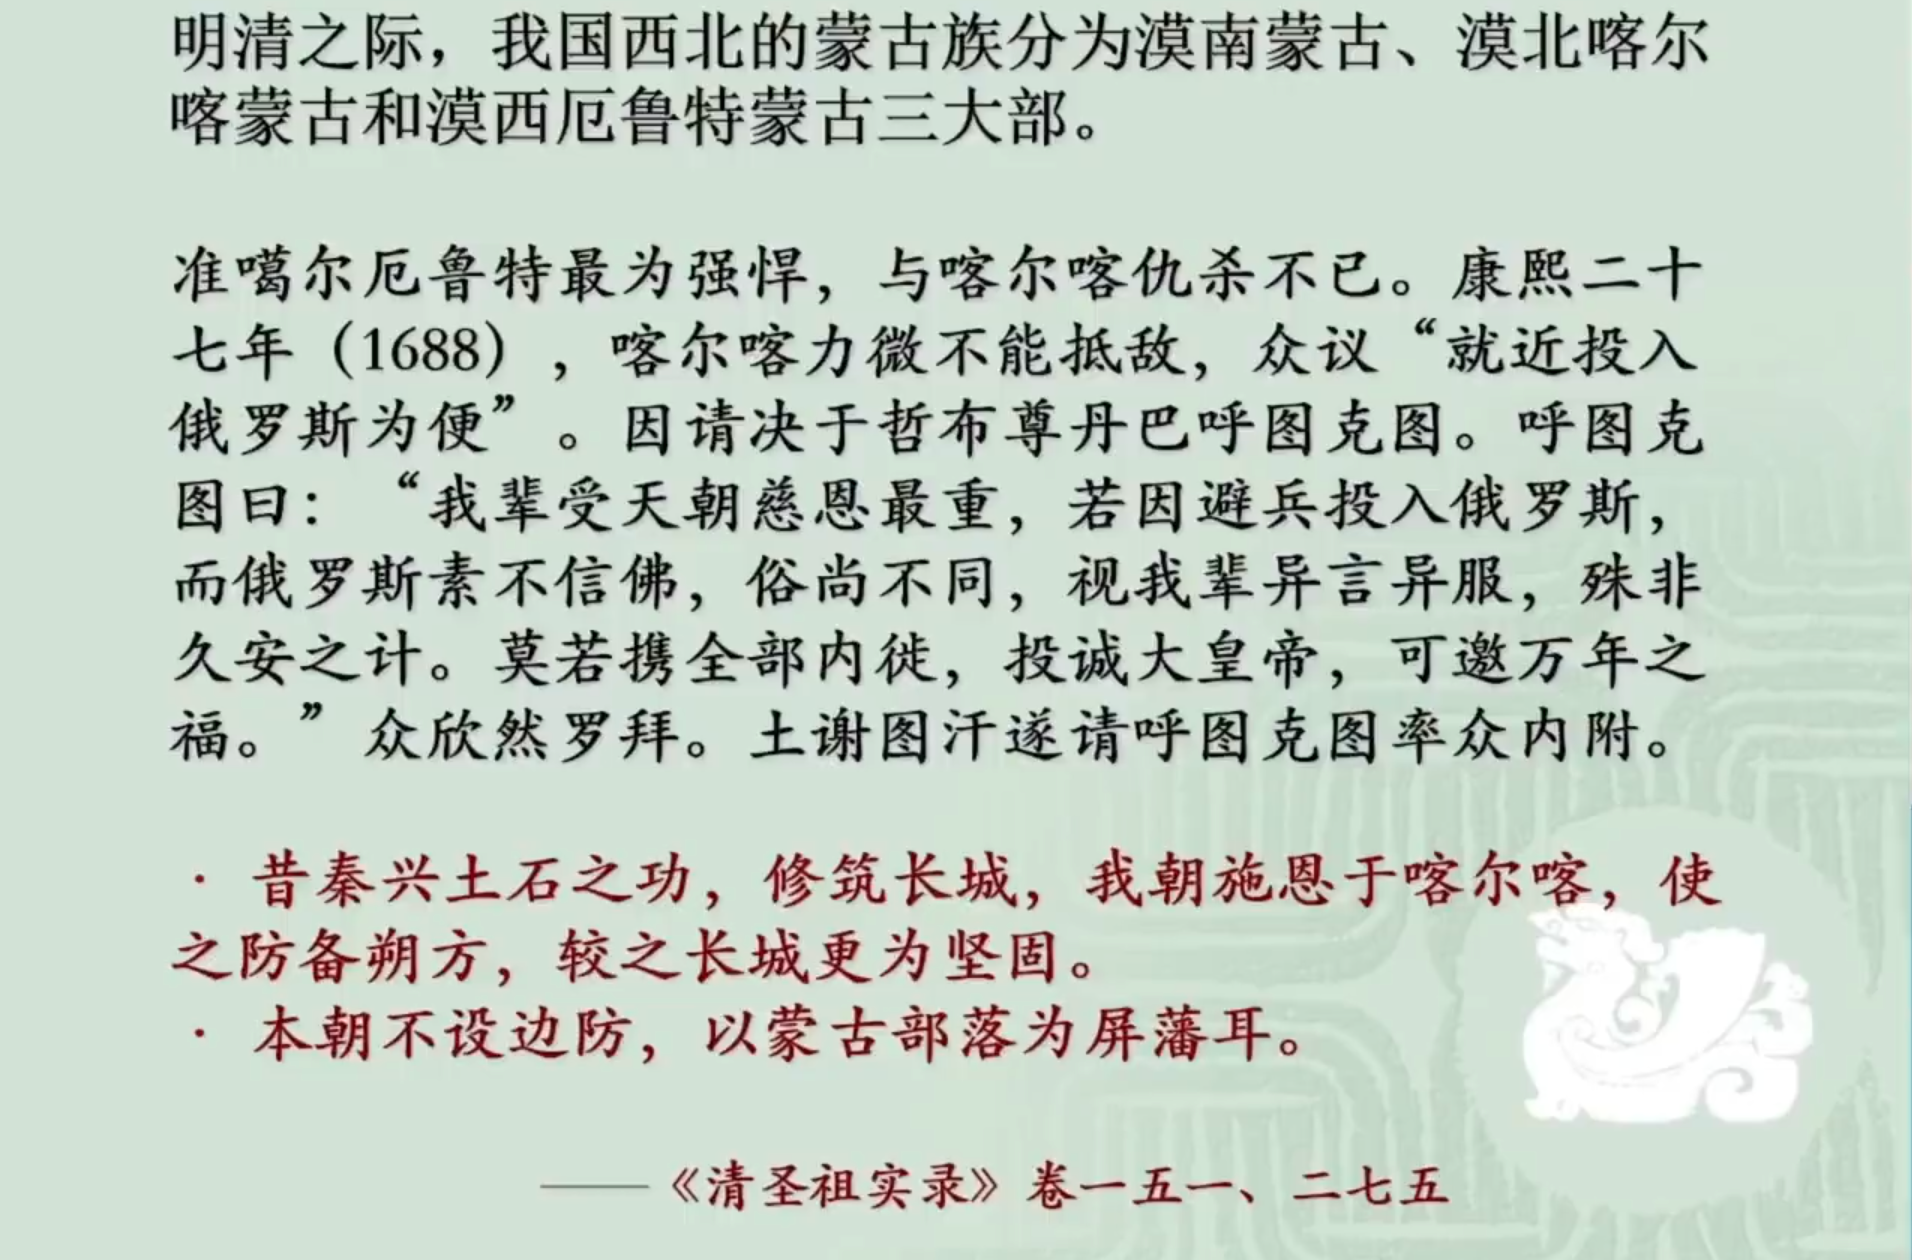 明清之际，我国西北的蒙古族分为漠南蒙古、漠北喀尔
喀蒙古和漠西厄鲁特蒙古三大部。
准噶尔厄鲁特最为强悍，与喀尔喀仇杀不已。康熙二十
七年（1688），喀尔喀力微不能抵敌，众议“就近投入
俄罗斯为便”。因请决于哲布尊丹巴呼图克图。呼图克
图曰：“我辈受天朝慈恩最重，若因避兵投入俄罗斯，
而俄罗斯素不信佛，俗尚不同，视我辈异言异服，殊非
久安之计。莫若携全部内徙，投诚大皇帝，可邀万年之
福。”众欣然罗拜。土谢图汗遂请呼图克图率众内附。
· 昔秦兴土石之功，修筑长城，我朝施恩于喀尔喀，使
之防备朔方，较之长城更为坚固。
· 本朝不设边防，以蒙古部落为屏藩耳。
——《清圣祖实录》卷一五一、二七五